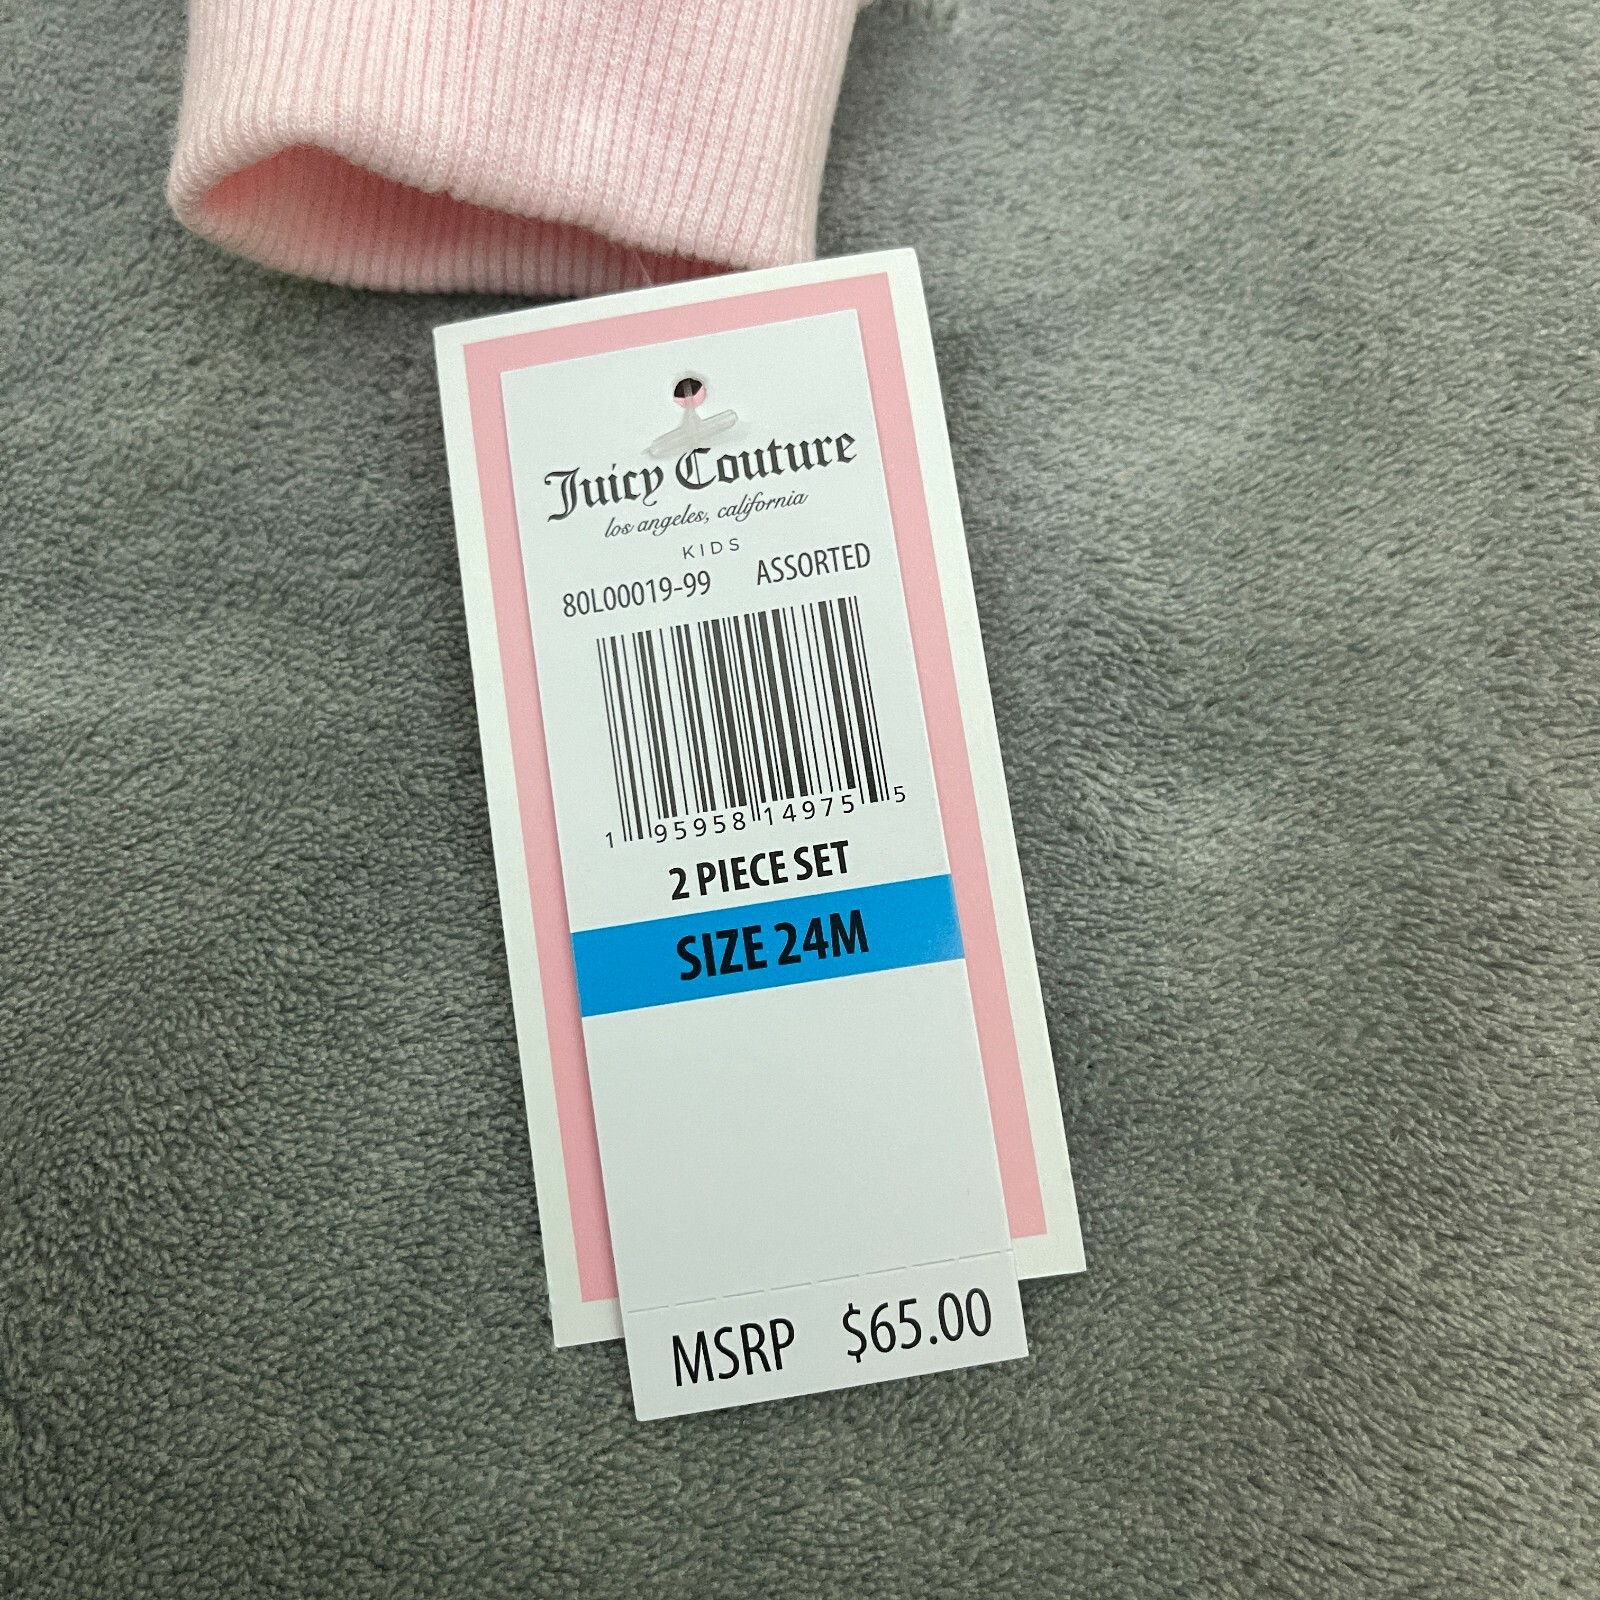 Juicy Couture
los angeles, california
KIDS
80L00019-99 ASSORTED
1 95958 14975 5
2 PIECE SET
SIZE 24M
MSRP $65.00